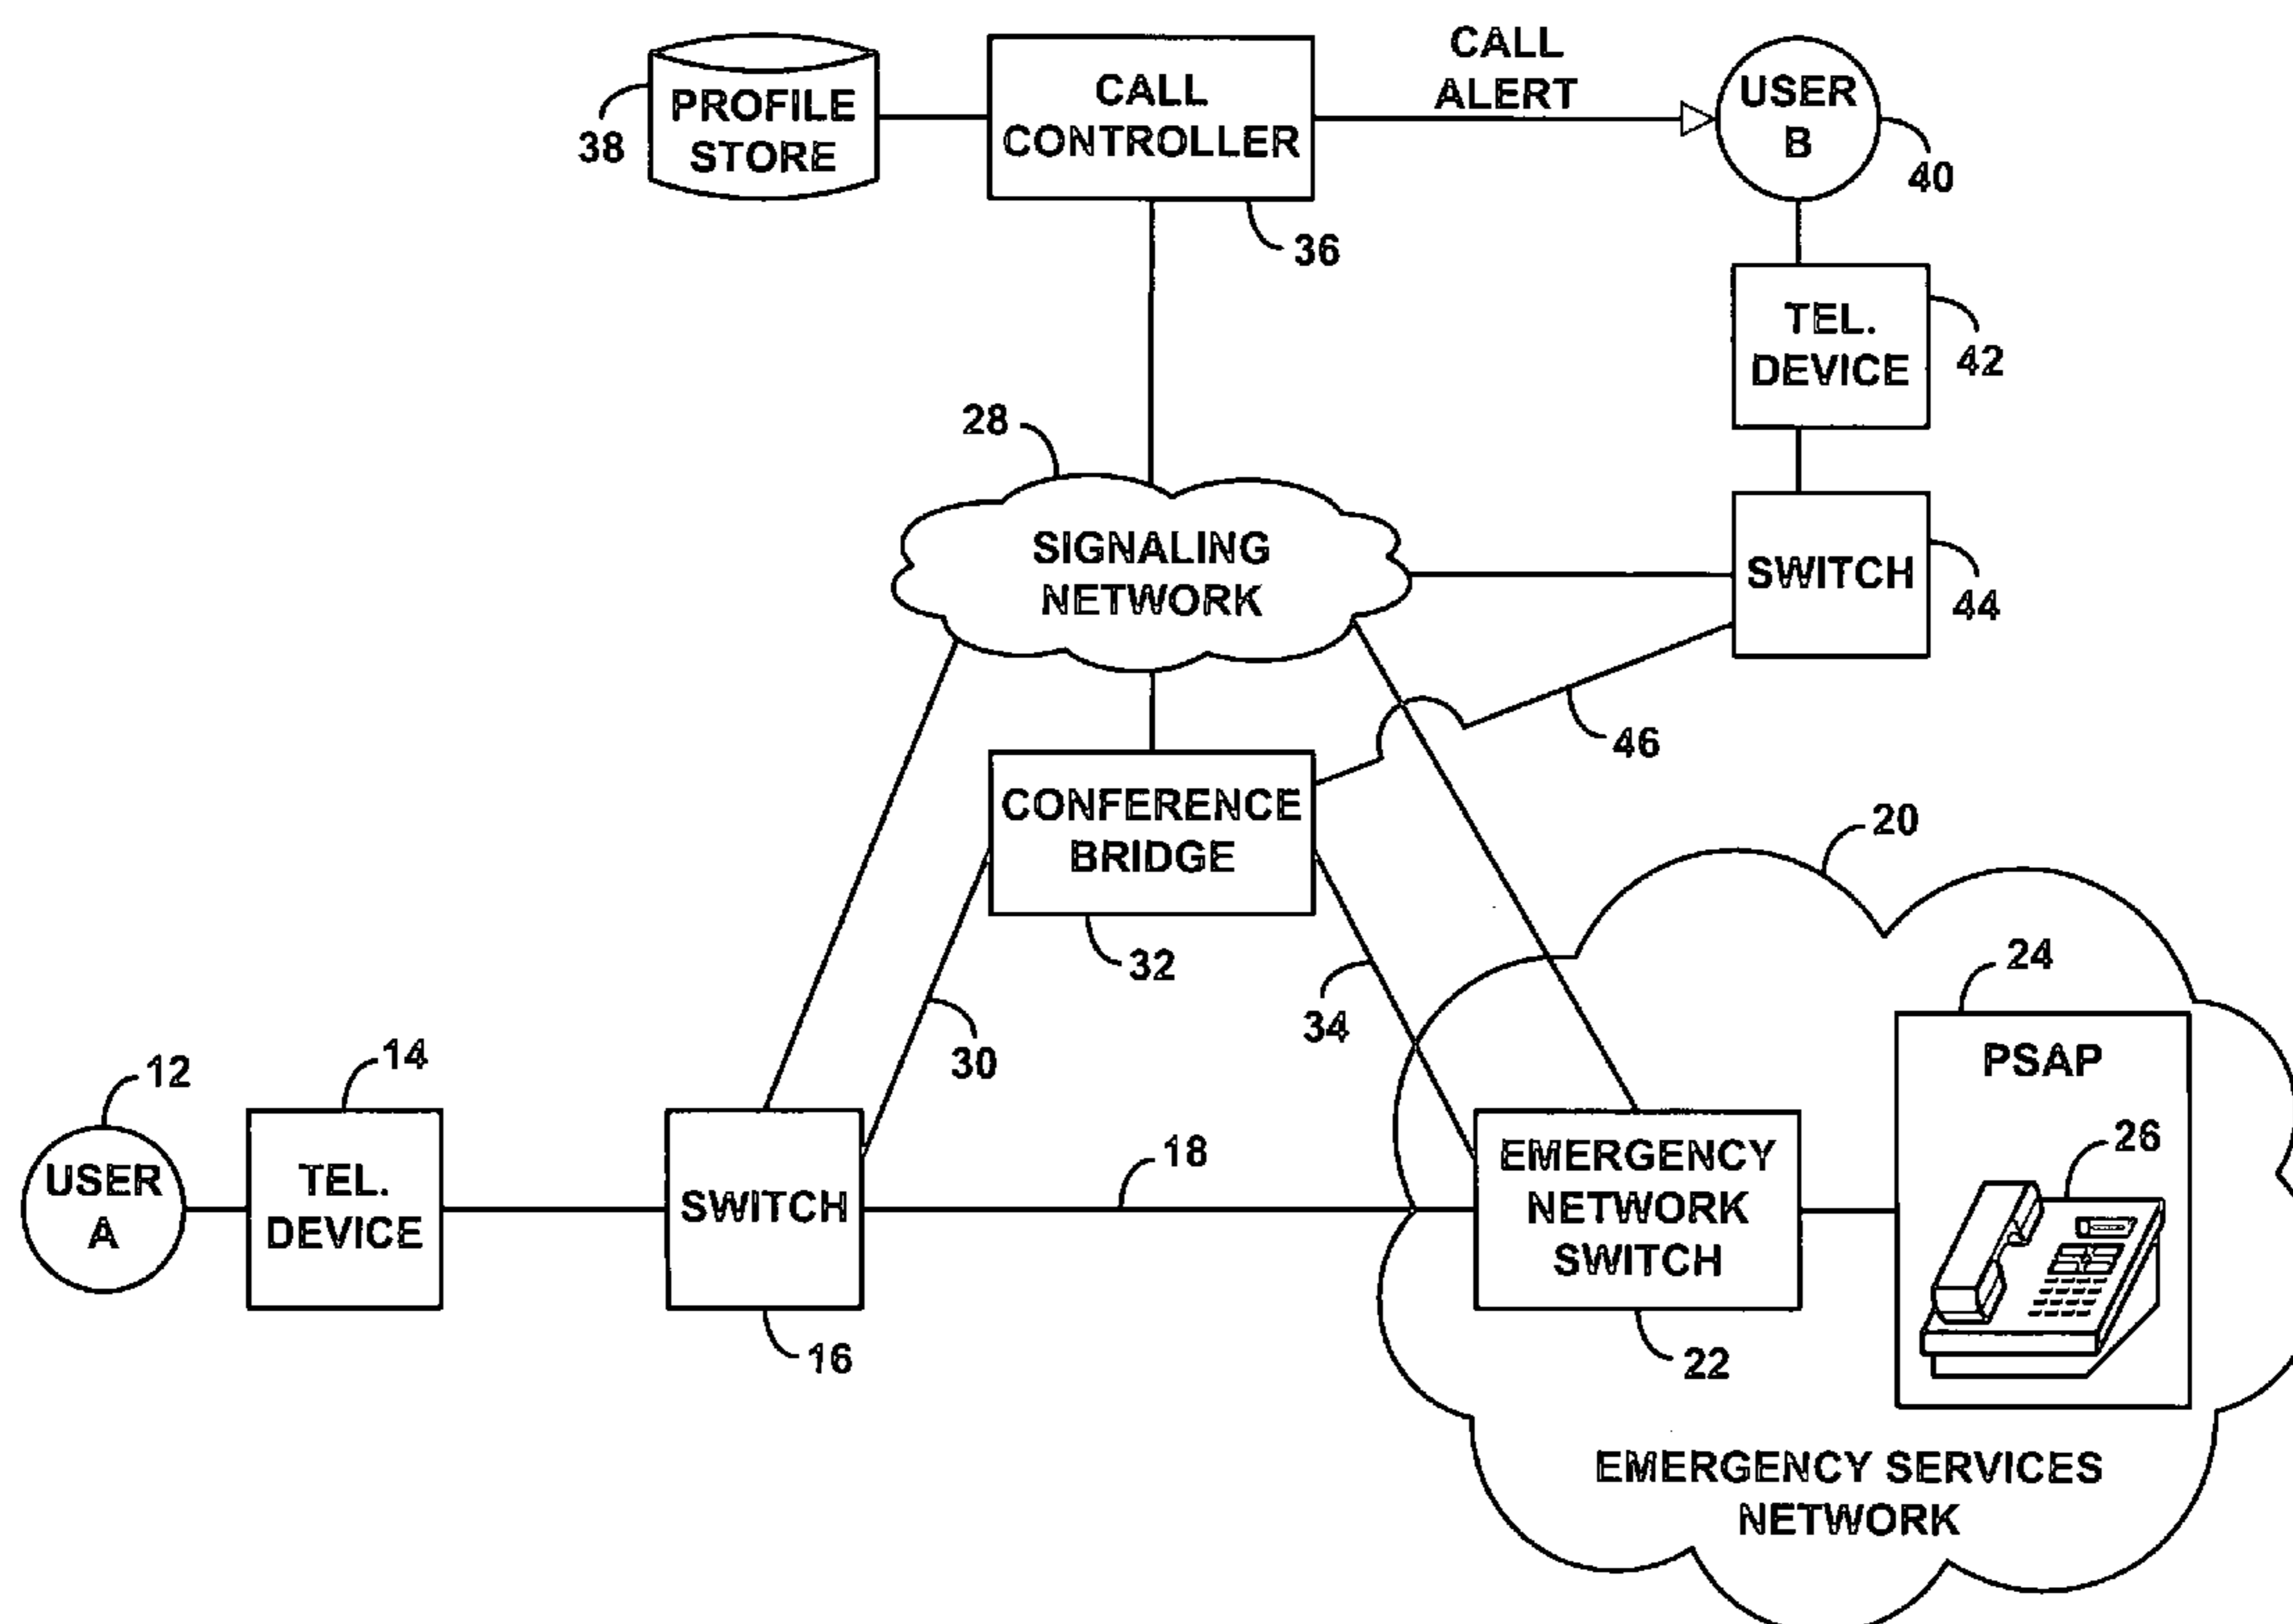 CALL
ALERT
PROFILE
STORE
38
CALL
CONTROLLER
36
USER
B
40
TEL.
DEVICE
42
28
SIGNALING
NETWORK
SWITCH
44
46
CONFERENCE
BRIDGE
32
20
24
PSAP
26
34
30
12
USER
A
14
TEL.
DEVICE
SWITCH
16
18
EMERGENCY
NETWORK
SWITCH
22
EMERGENCY SERVICES
NETWORK